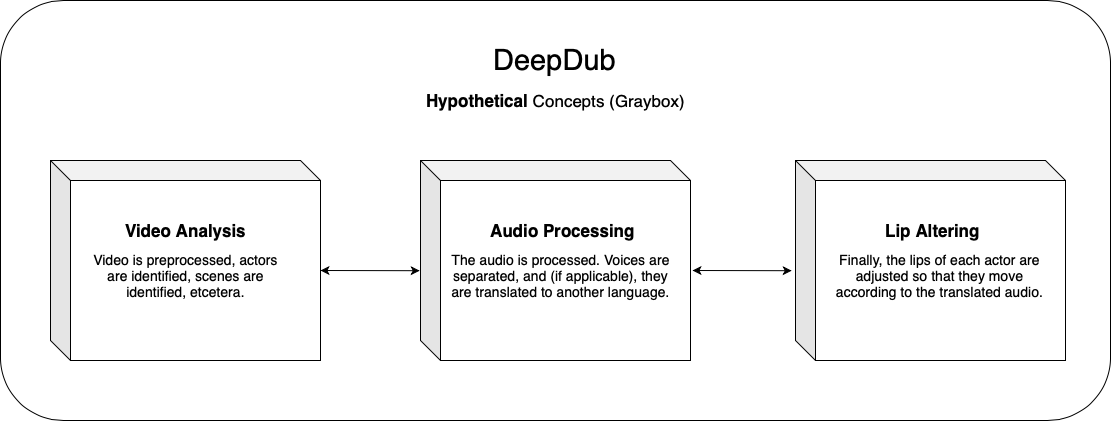 DeepDub
Hypothetical Concepts (Graybox)
Video Analysis
Video is preprocessed, actors
are identified, scenes are
identified, etcetera.
Audio Processing
The audio is processed. Voices are
separated, and (if applicable), they
are translated to another language.
Lip Altering
Finally, the lips of each actor are
adjusted so that they move
according to the translated audio.